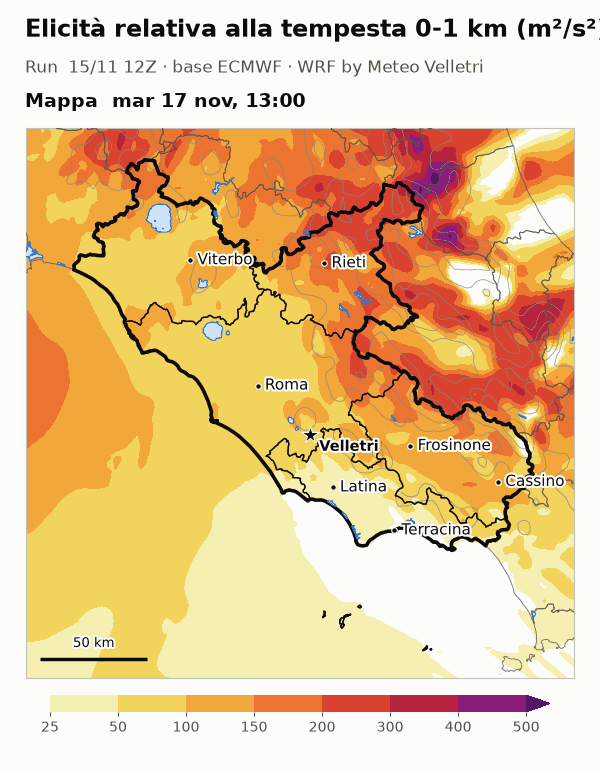 Elicità relativa alla tempesta 0-1 km (m²/s²)
Run  15/11 12Z · base ECMWF · WRF by Meteo Velletri
Mappa  mar 17 nov, 13:00
Viterbo
Rieti
Roma
Velletri
Frosinone
Cassino
Latina
Terracina
50 km
25 50 100 150 200 300 400 500